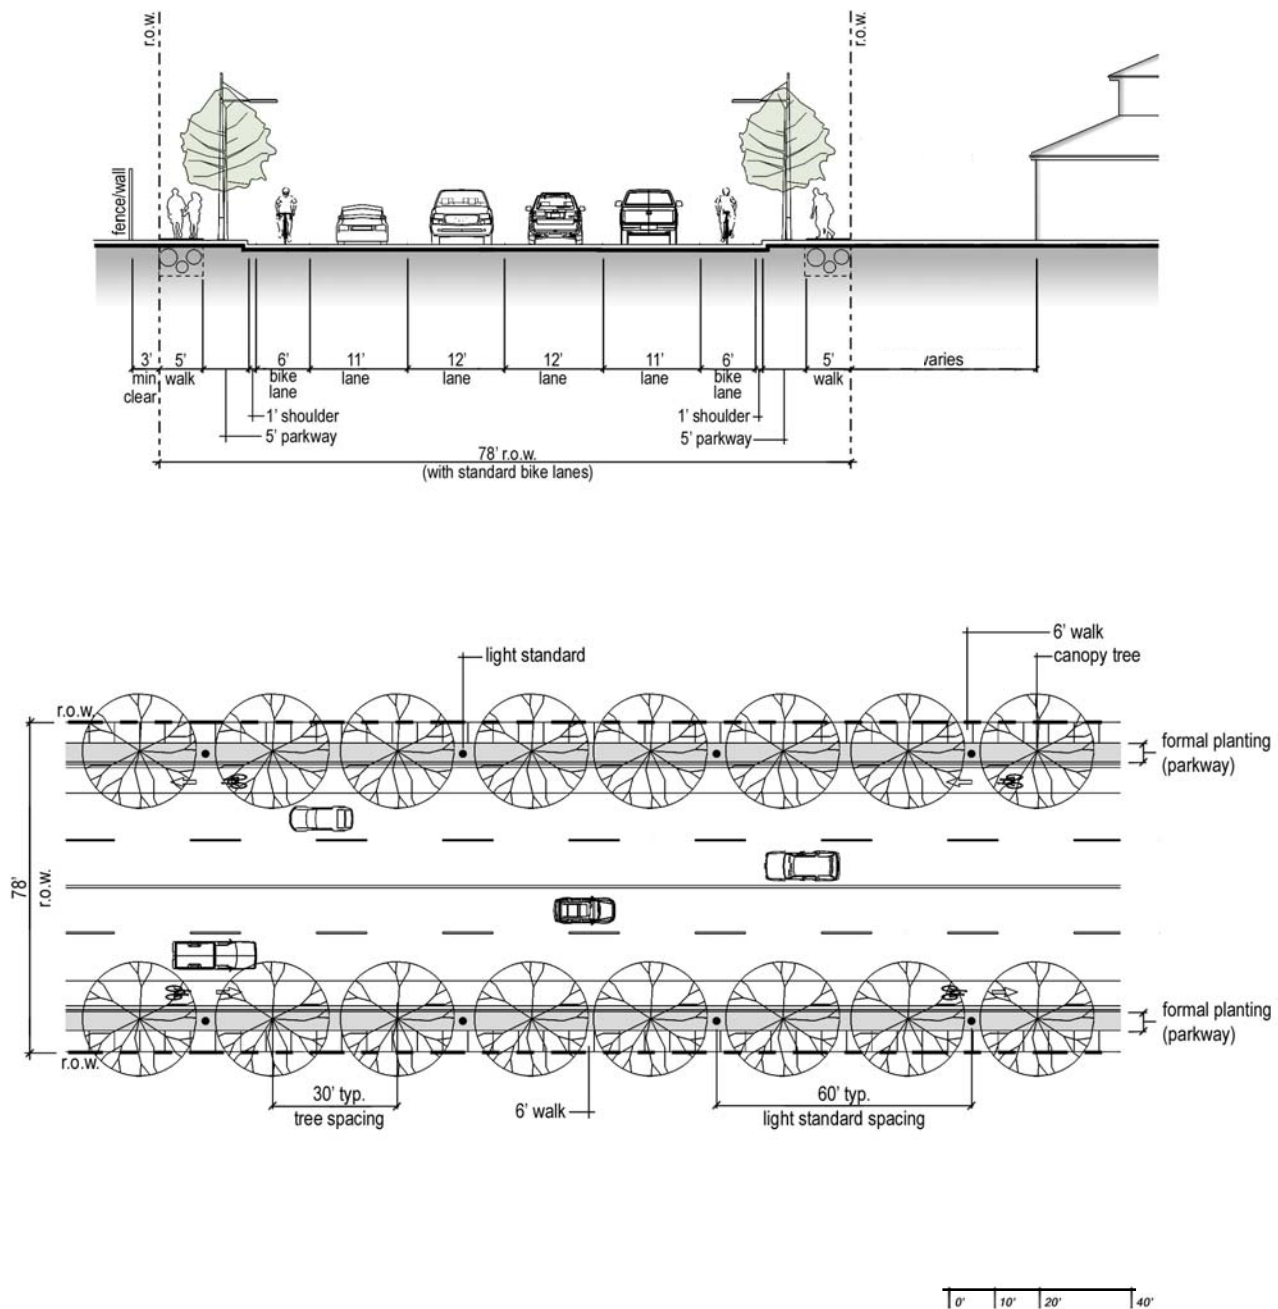 r.o.w.
r.o.w.
fence/wall
3' 5' 6' 11' 12' 12' 11' 6' 5' varies
min. walk bike lane lane lane lane bike walk
clear lane lane
1' shoulder 1' shoulder
5' parkway 5' parkway
78' r.o.w.
(with standard bike lanes)
6' walk
light standard canopy tree
r.o.w.
formal planting
(parkway)
78'
r.o.w.
formal planting
(parkway)
r.o.w.
30' typ. 60' typ.
tree spacing 6' walk light standard spacing
0' 10' 20' 40'